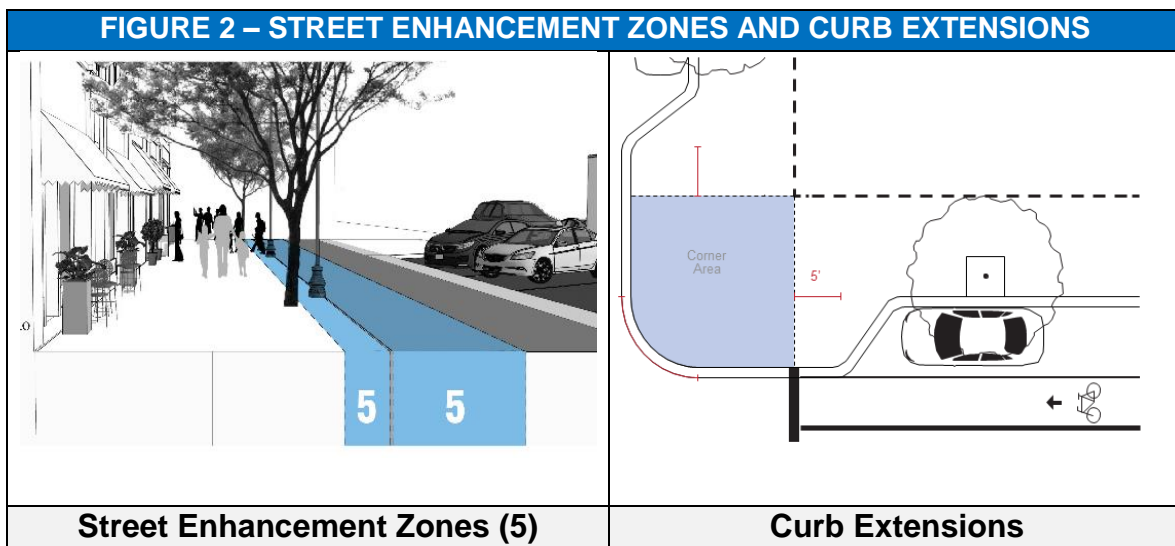 FIGURE 2 – STREET ENHANCEMENT ZONES AND CURB EXTENSIONS
.0
5 5
Corner
Area
5'
Street Enhancement Zones (5)
Curb Extensions